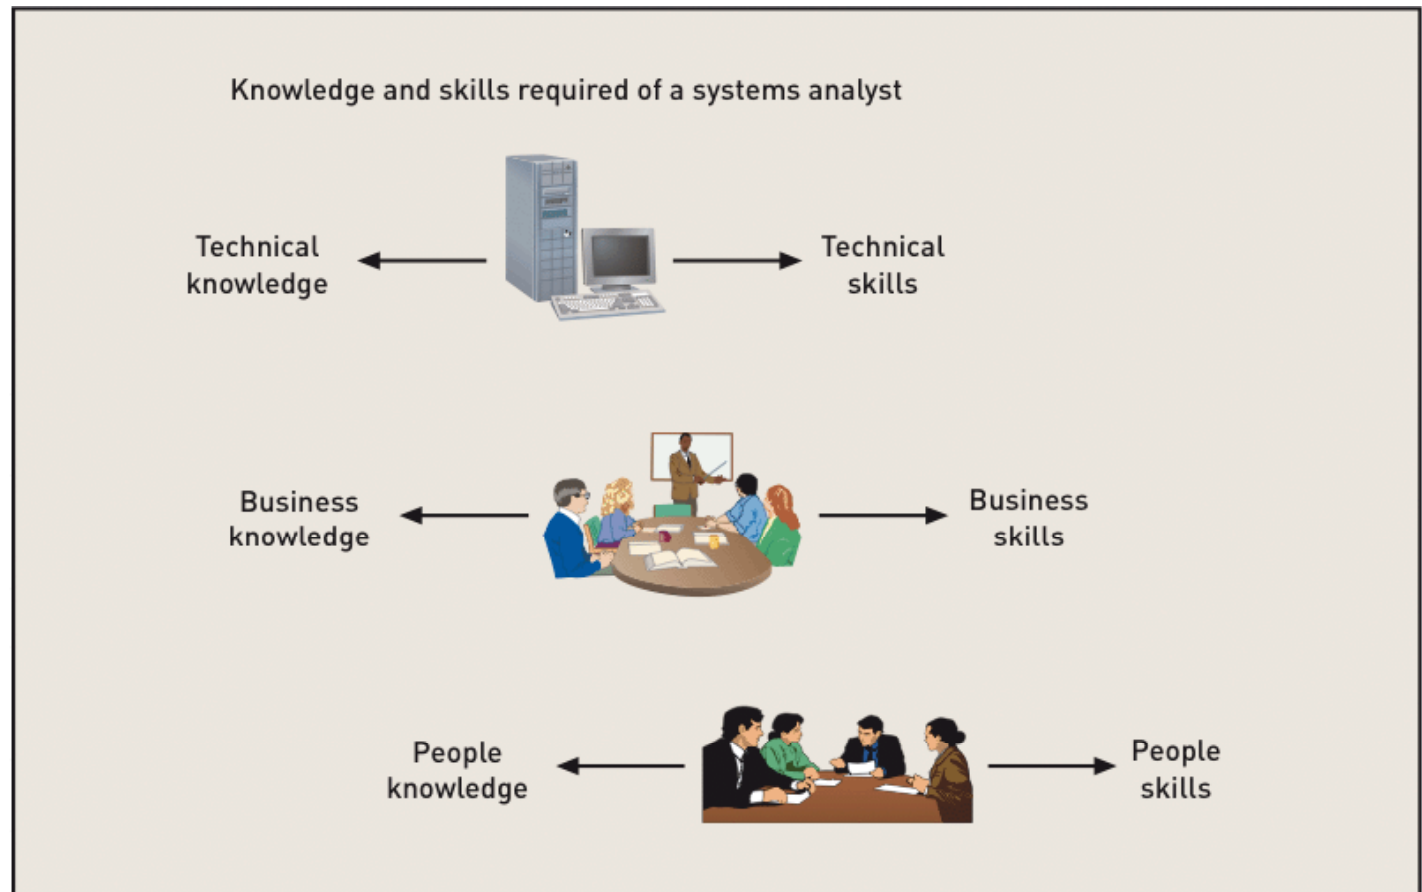 Knowledge and skills required of a systems analyst
Technical
knowledge
Technical
skills
Business
knowledge
Business
skills
People
knowledge
People
skills